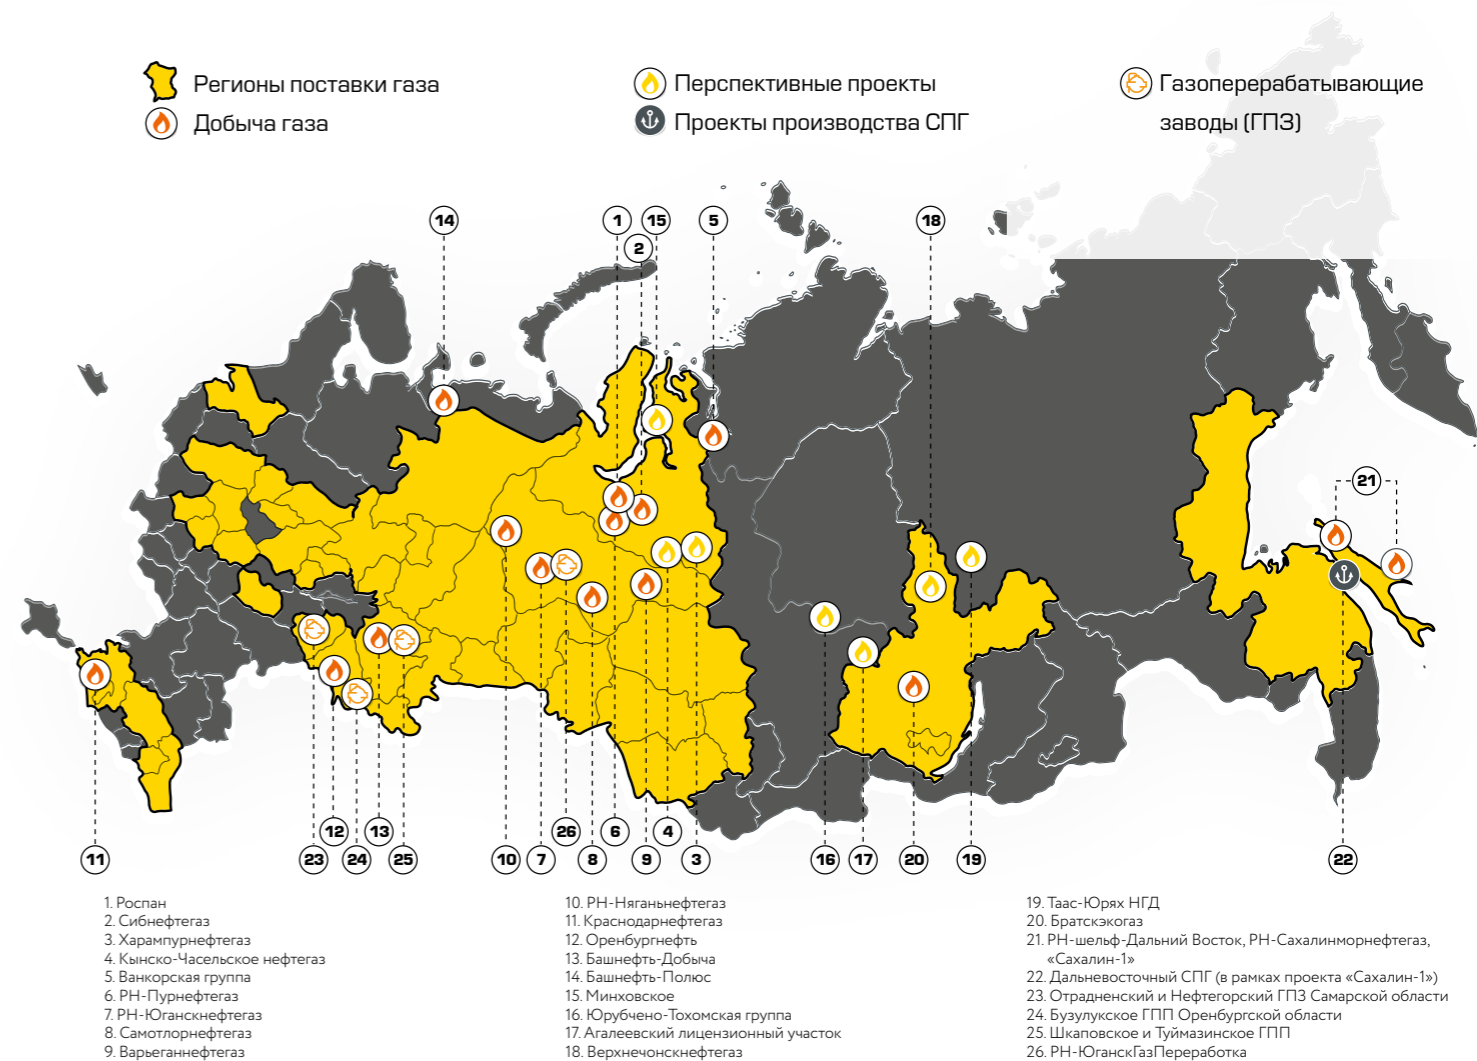 Регионы поставки газа
Добыча газа
Перспективные проекты
Проекты производства СПГ
Газоперерабатывающие
заводы (ГПЗ)
14
1
15
5
18
2
21
12
13
26
6
4
11
23
24
25
10
7
8
9
3
16
17
20
19
22
1. Роспан
2. Сибнефтегаз
3. Харампурнефтегаз
4. Кынско-Часельское нефтегаз
5. Ванкорская группа
6. РН-Пурнефтегаз
7. РН-Юганскнефтегаз
8. Самотлорнефтегаз
9. Варьеганнефтегаз
10. РН-Няганьнефтегаз
11. Краснодарнефтегаз
12. Оренбургнефть
13. Башнефть-Добыча
14. Башнефть-Полюс
15. Минховское
16. Юрубчено-Тохомская группа
17. Агалеевский лицензионный участок
18. Верхнечонскнефтегаз
19. Таас-Юрях НГД
20. Братскэкогаз
21. РН-шельф-Дальний Восток, РН-Сахалинморнефтегаз,
«Сахалин-1»
22. Дальневосточный СПГ (в рамках проекта «Сахалин-1»)
23. Отрадненский и Нефтегорский ГПЗ Самарской области
24. Бузулукское ГПП Оренбургской области
25. Шкаповское и Туймазинское ГПП
26. РН-ЮганскГазПереработка